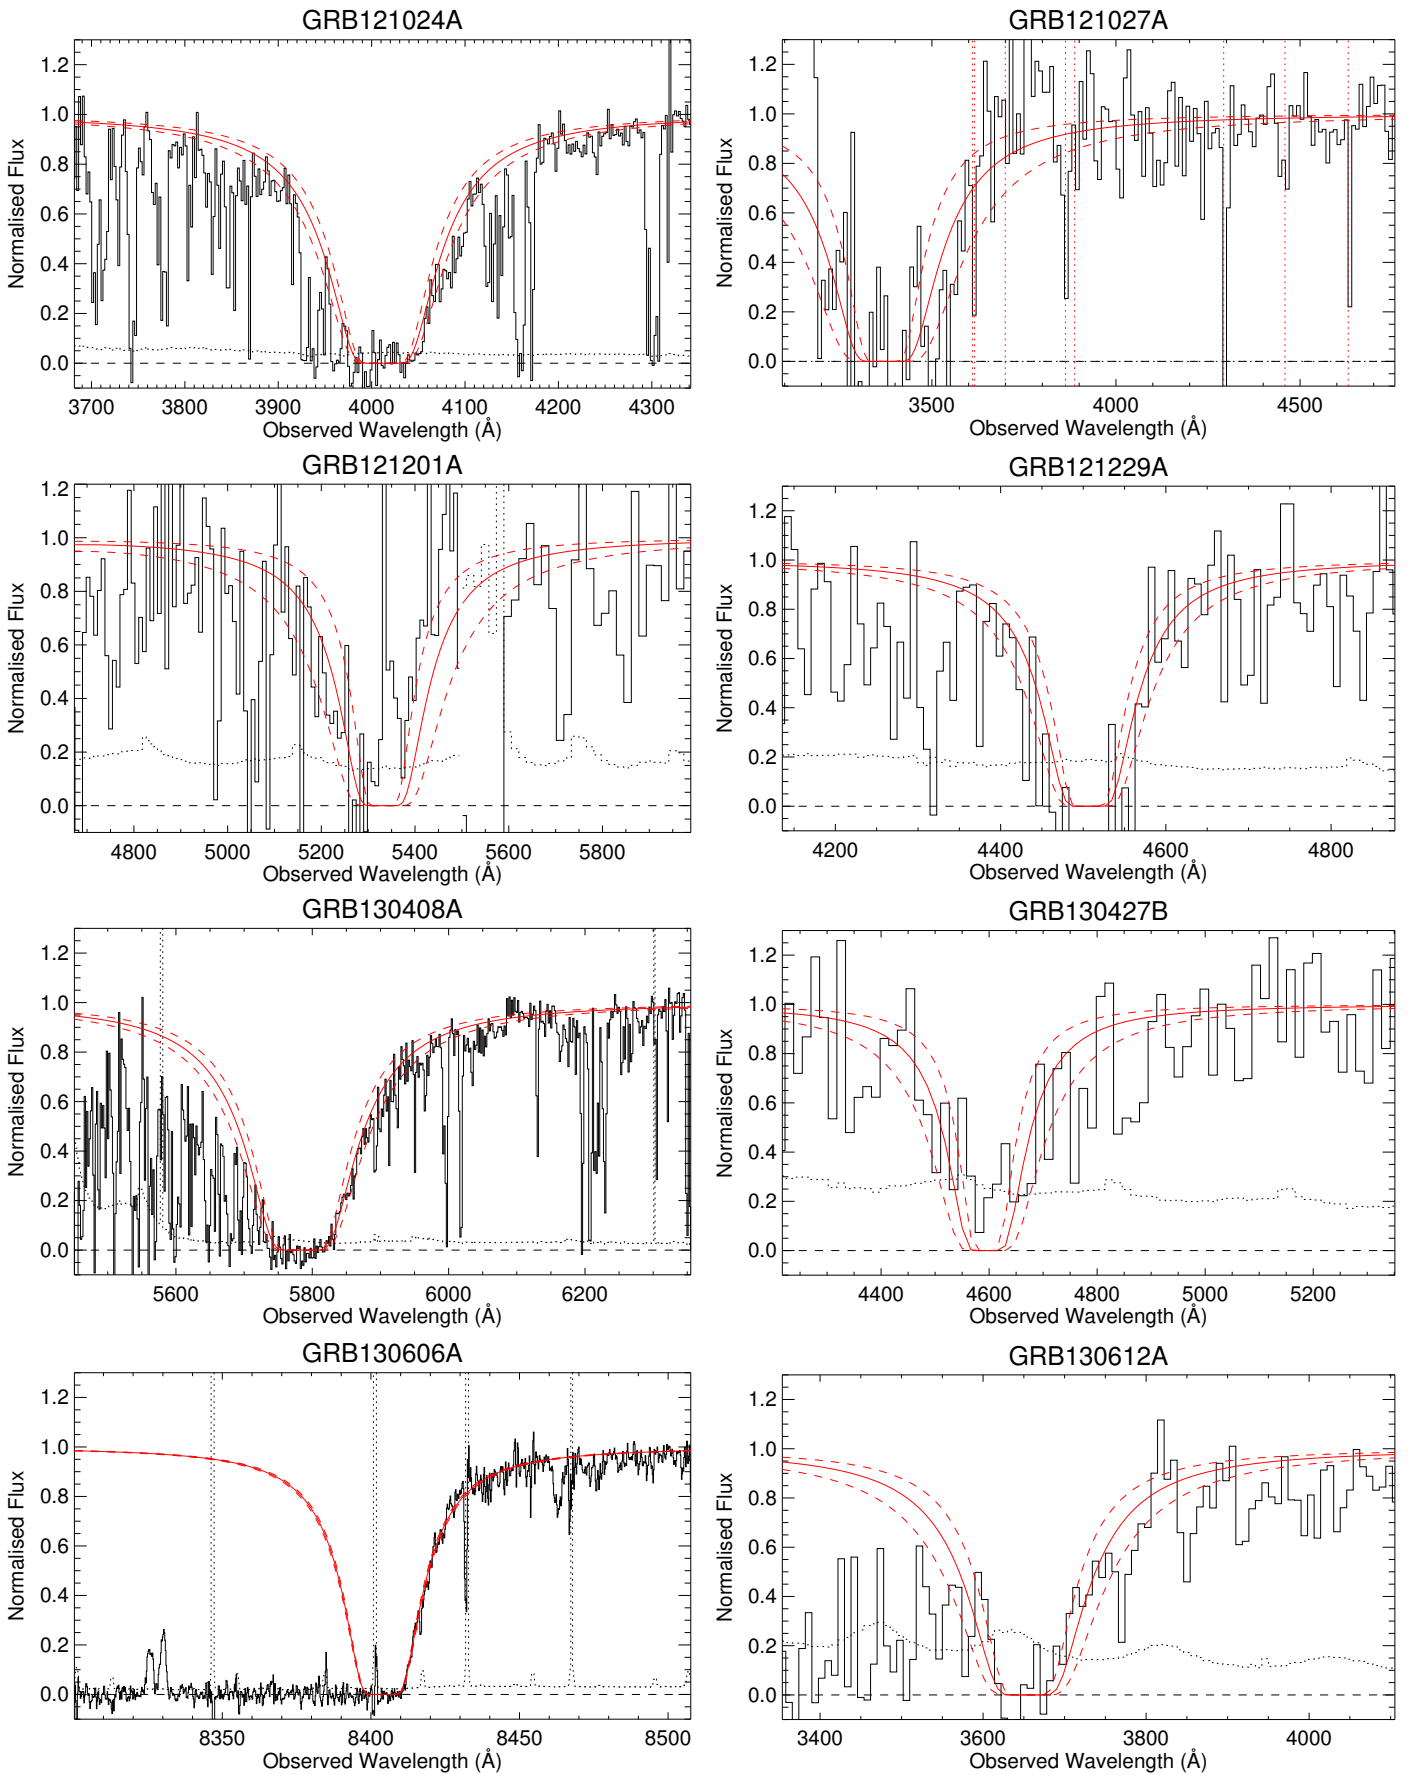 GRB121024A
Normalised Flux
1.2
1.0
0.8
0.6
0.4
0.2
0.0
3700 3800 3900 4000 4100 4200 4300
Observed Wavelength (Å)
GRB121027A
Normalised Flux
1.2
1.0
0.8
0.6
0.4
0.2
0.0
3500 4000 4500
Observed Wavelength (Å)
GRB121201A
Normalised Flux
1.2
1.0
0.8
0.6
0.4
0.2
0.0
4800 5000 5200 5400 5600 5800
Observed Wavelength (Å)
GRB121229A
Normalised Flux
1.2
1.0
0.8
0.6
0.4
0.2
0.0
4200 4400 4600 4800
Observed Wavelength (Å)
GRB130408A
Normalised Flux
1.2
1.0
0.8
0.6
0.4
0.2
0.0
5600 5800 6000 6200
Observed Wavelength (Å)
GRB130427B
Normalised Flux
1.2
1.0
0.8
0.6
0.4
0.2
0.0
4400 4600 4800 5000 5200
Observed Wavelength (Å)
GRB130606A
Normalised Flux
1.2
1.0
0.8
0.6
0.4
0.2
0.0
8350 8400 8450 8500
Observed Wavelength (Å)
GRB130612A
Normalised Flux
1.2
1.0
0.8
0.6
0.4
0.2
0.0
3400 3600 3800 4000
Observed Wavelength (Å)